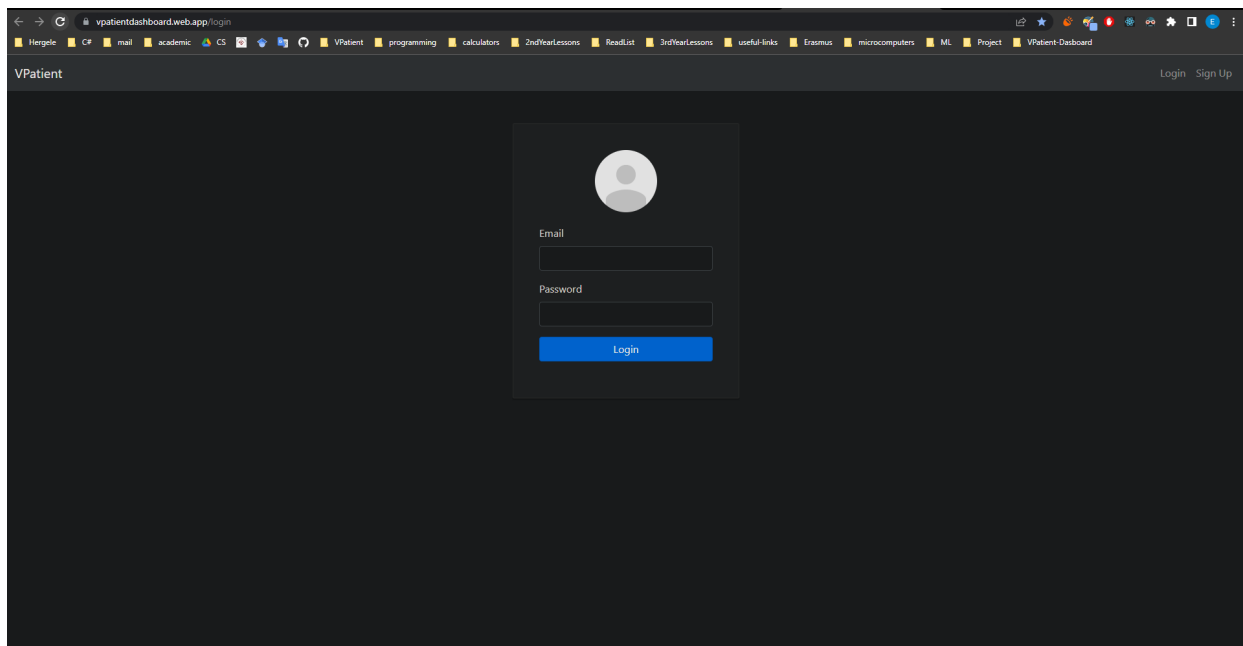 vpatientdashboard.web.app/login
Hergele C# mail academic CS VPatient programming calculators 2ndYearLessons ReadList 3rdYearLessons useful-links Erasmus microcomputers ML Project VPatient-Dasboard
VPatient Login Sign Up
Email
Password
Login